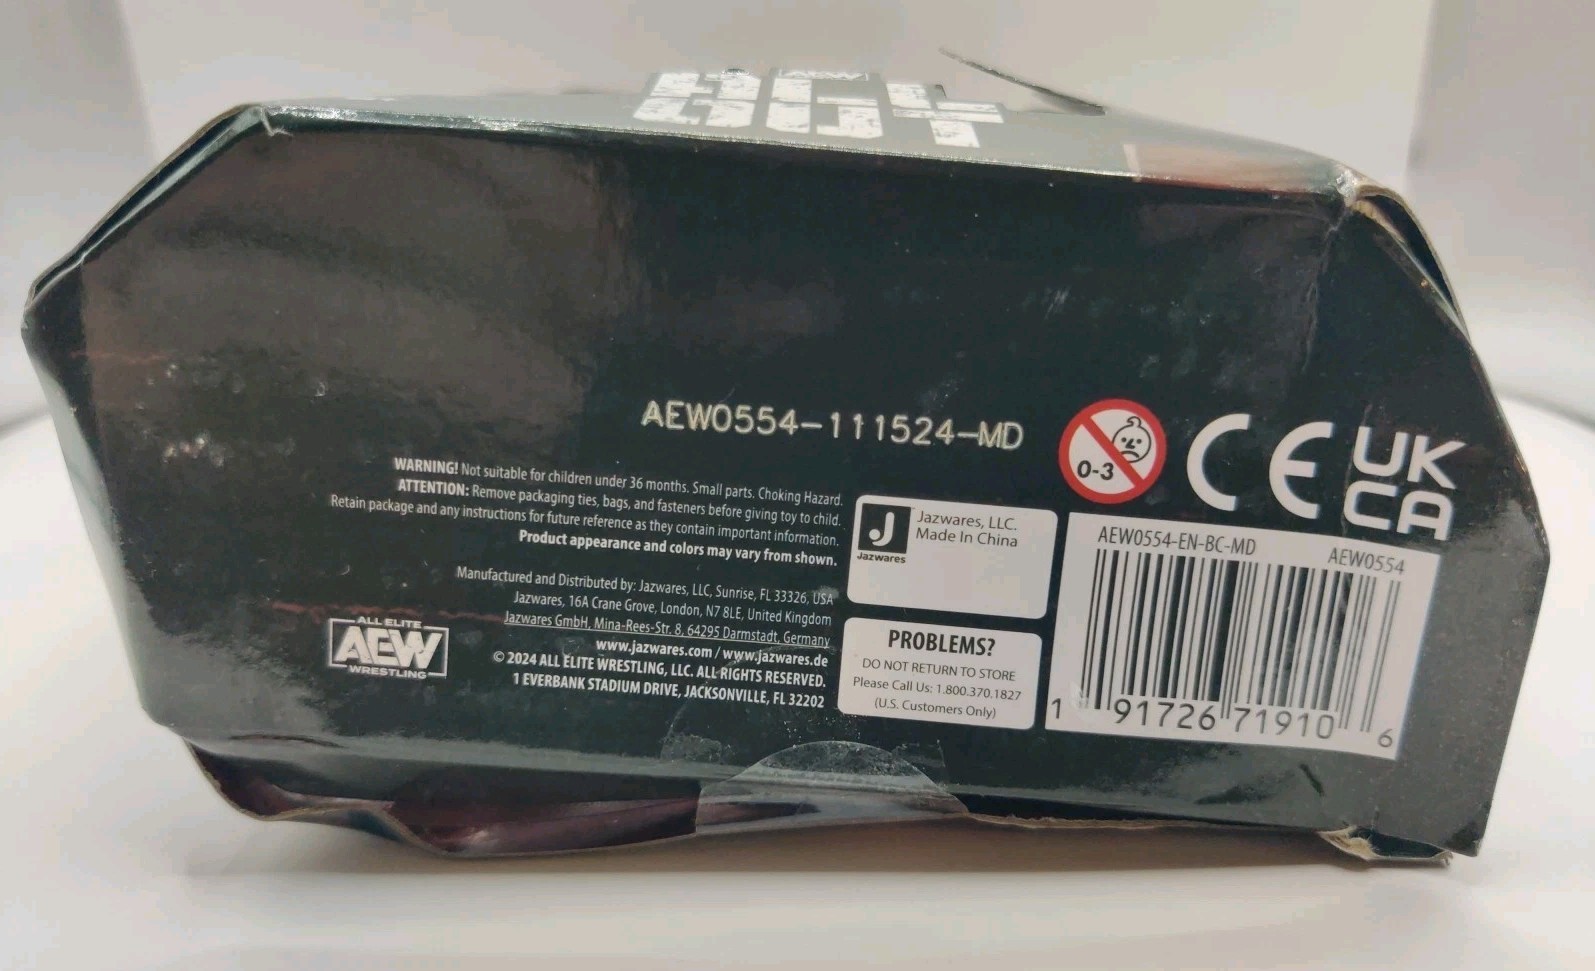 AEW
AEW0554-111524-MD
0-3
CE
UK
CA
WARNING! Not suitable for children under 36 months. Small parts. Choking Hazard.
ATTENTION: Remove packaging ties, bags, and fasteners before giving toy to child.
Retain package and any instructions for future reference as they contain important information.
Product appearance and colors may vary from shown.
Manufactured and Distributed by: Jazwares, LLC, Sunrise, FL 33326, USA
Jazwares, 16A Crane Grove, London, N7 8LE, United Kingdom
Jazwares GmbH, Mina-Rees-Str. 8, 64295 Darmstadt, Germany
www.jazwares.com / www.jazwares.de
© 2024 ALL ELITE WRESTLING, LLC. ALL RIGHTS RESERVED.
1 EVERBANK STADIUM DRIVE, JACKSONVILLE, FL 32202
ALL ELITE
AEW
WRESTLING
J
Jazwares
Jazwares, LLC.
Made In China
PROBLEMS?
DO NOT RETURN TO STORE
Please Call Us: 1.800.370.1827
(U.S. Customers Only)
AEW0554-EN-BC-MD AEW0554
1 91726 71910 6